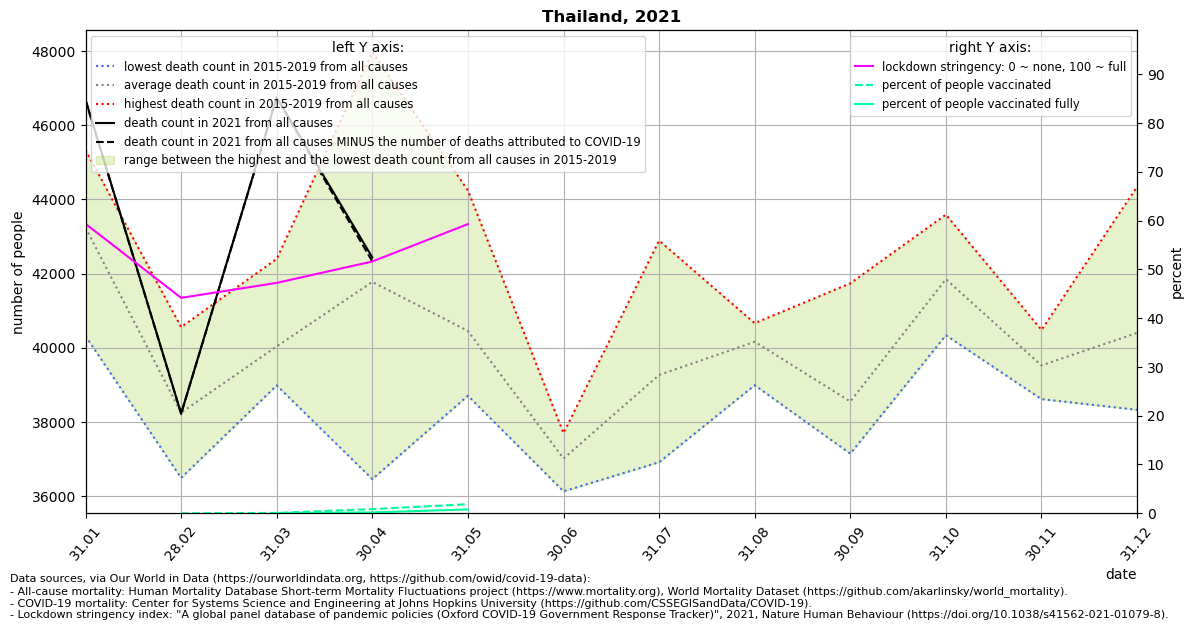 Thailand, 2021
left Y axis:
lowest death count in 2015-2019 from all causes
average death count in 2015-2019 from all causes
highest death count in 2015-2019 from all causes
death count in 2021 from all causes
death count in 2021 from all causes MINUS the number of deaths attributed to COVID-19
range between the highest and the lowest death count from all causes in 2015-2019
right Y axis:
lockdown stringency: 0 ~ none, 100 ~ full
percent of people vaccinated
percent of people vaccinated fully
number of people
48000
46000
44000
42000
40000
38000
36000
percent
90
80
70
60
50
40
30
20
10
0
31.01
28.02
31.03
30.04
31.05
30.06
31.07
31.08
30.09
31.10
30.11
31.12
date
Data sources, via Our World in Data (https://ourworldindata.org, https://github.com/owid/covid-19-data):
- All-cause mortality: Human Mortality Database Short-term Mortality Fluctuations project (https://www.mortality.org), World Mortality Dataset (https://github.com/akarlinsky/world_mortality).
- COVID-19 mortality: Center for Systems Science and Engineering at Johns Hopkins University (https://github.com/CSSEGISandData/COVID-19).
- Lockdown stringency index: "A global panel database of pandemic policies (Oxford COVID-19 Government Response Tracker)", 2021, Nature Human Behaviour (https://doi.org/10.1038/s41562-021-01079-8).